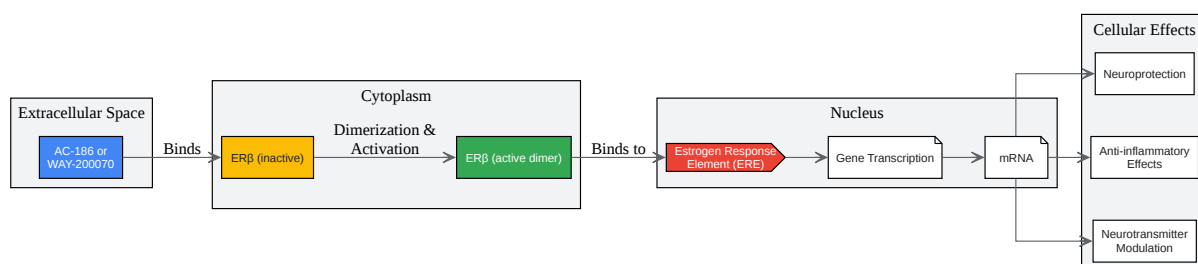 Extracellular Space
AC-186 or
WAY-200070
Binds
Cytoplasm
ERβ (inactive)
Dimerization &
Activation
ERβ (active dimer)
Binds to
Nucleus
Estrogen Response
Element (ERE)
Gene Transcription
mRNA
Cellular Effects
Neuroprotection
Anti-inflammatory
Effects
Neurotransmitter
Modulation